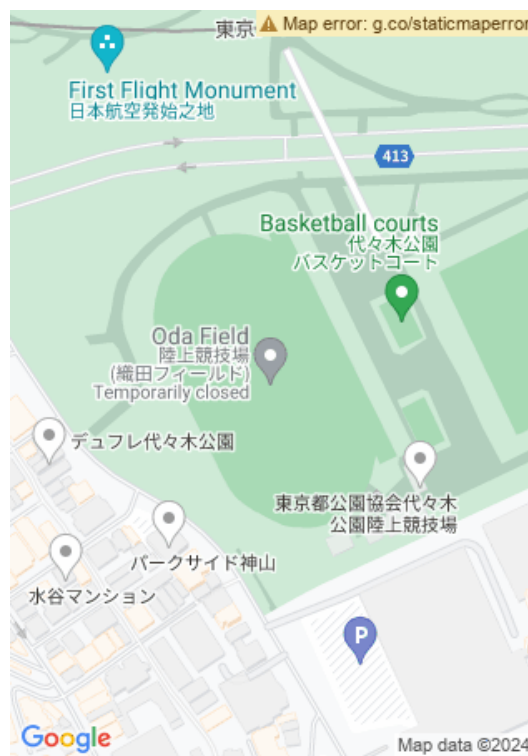 東京
Map error: g.co/staticmaperror
First Flight Monument
日本航空発始之地
413
Basketball courts
代々木公園
バスケットコート
Oda Field
陸上競技場
(織田フィールド)
Temporarily closed
デュフレ代々木公園
東京都公園協会代々木
公園陸上競技場
パークサイド神山
水谷マンション
P
Google
Map data ©2024